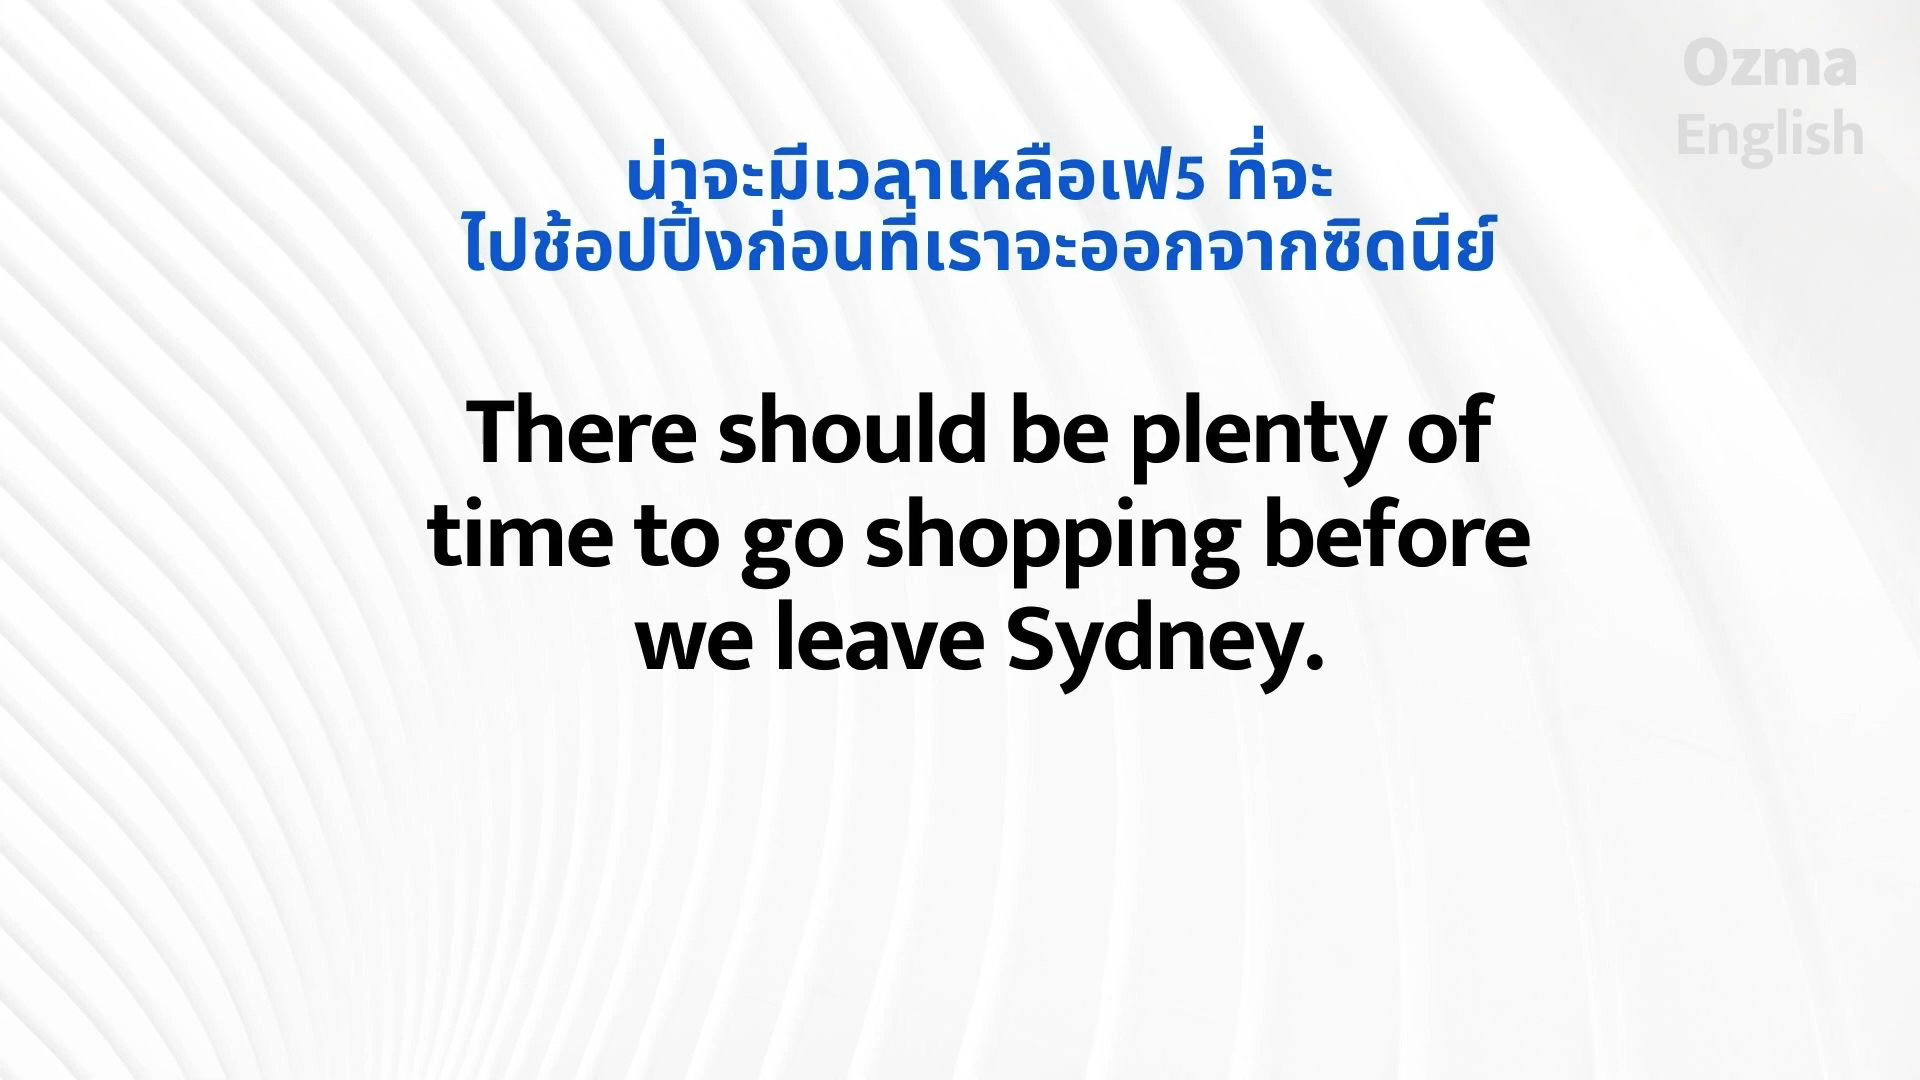 Ozma
English
น่าจะมีเวลาเหลือเฟ5 ที่จะ
ไปช้อปปิ้งก่อนที่เราจะออกจากซิดนีย์
There should be plenty of
time to go shopping before
we leave Sydney.